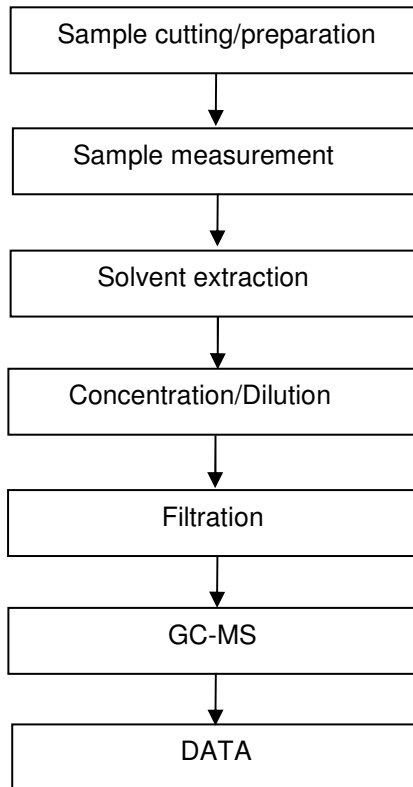 Sample cutting/preparation
Sample measurement
Solvent extraction
Concentration/Dilution
Filtration
GC-MS
DATA